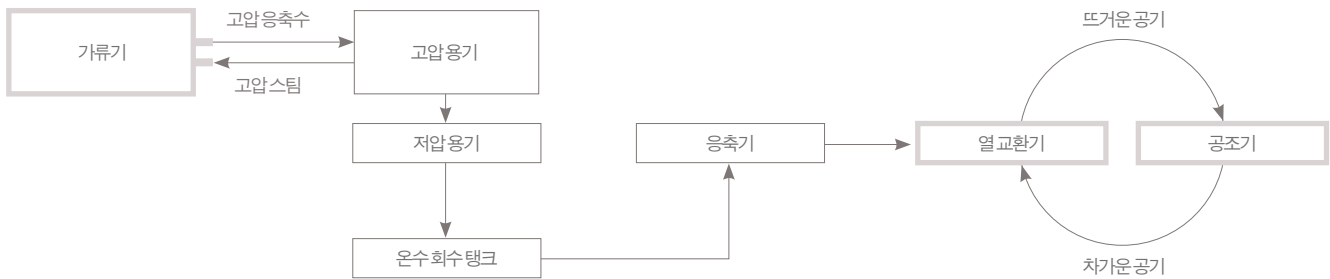 고압 응축수
뜨거운 공기
가류기
고압 용기
고압 스팀
저압 용기
응축기
열 교환기
공조기
온수 회수 탱크
차가운 공기